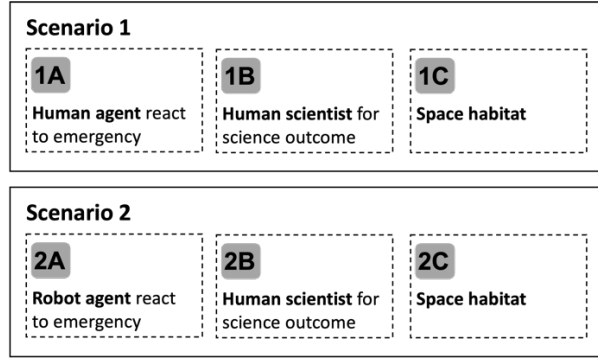 Scenario 1
1A
Human agent react
to emergency
1B
Human scientist for
science outcome
1C
Space habitat
Scenario 2
2A
Robot agent react
to emergency
2B
Human scientist for
science outcome
2C
Space habitat